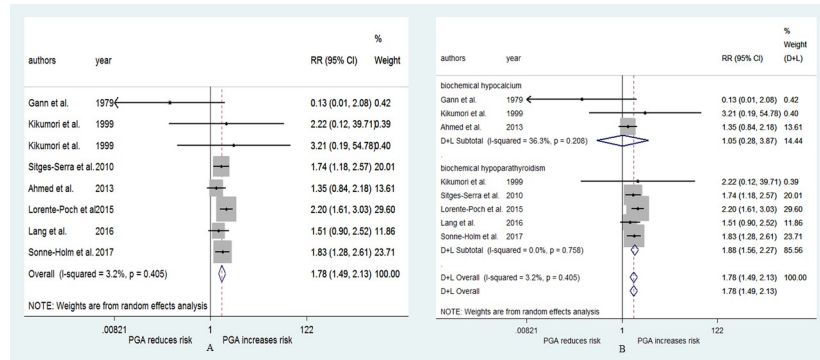 %
authors year RR (95% CI) Weight
Gann et al. 1979 0.13 (0.01, 2.08) 0.42
Kikumori et al. 1999 2.22 (0.12, 39.71) 0.39
Kikumori et al. 1999 3.21 (0.19, 54.78) 0.40
Sitges-Serra et al. 2010 1.74 (1.18, 2.57) 20.01
Ahmed et al. 2013 1.35 (0.84, 2.18) 13.61
Lorente-Poch et al 2015 2.20 (1.61, 3.03) 29.60
Lang et al. 2016 1.51 (0.90, 2.52) 11.86
Sonne-Holm et al. 2017 1.83 (1.28, 2.61) 23.71
Overall (I-squared = 3.2%, p = 0.405) 1.78 (1.49, 2.13) 100.00
NOTE: Weights are from random effects analysis
.00821 1 122
PGA reduces risk PGA increases risk
A
%
Weight
authors year RR (95% CI) (D+L)
biochemical hypocalcium
Gann et al. 1979 0.13 (0.01, 2.08) 0.42
Kikumori et al. 1999 3.21 (0.19, 54.78) 0.40
Ahmed et al. 2013 1.35 (0.84, 2.18) 13.61
D+L Subtotal (I-squared = 36.3%, p = 0.208) 1.05 (0.28, 3.87) 14.44
biochemical hypoparathyroidism
Kikumori et al. 1999 2.22 (0.12, 39.71) 0.39
Sitges-Serra et al. 2010 1.74 (1.18, 2.57) 20.01
Lorente-Poch et al. 2015 2.20 (1.61, 3.03) 29.60
Lang et al. 2016 1.51 (0.90, 2.52) 11.86
Sonne-Holm et al. 2017 1.83 (1.28, 2.61) 23.71
D+L Subtotal (I-squared = 0.0%, p = 0.758) 1.88 (1.56, 2.27) 85.56
D+L Overall (I-squared = 3.2%, p = 0.405) 1.78 (1.49, 2.13) 100.00
D+L Overall 1.78 (1.49, 2.13)
NOTE: Weights are from random effects analysis
.00821 1 122
PGA reduces risk PGA increases risk
B